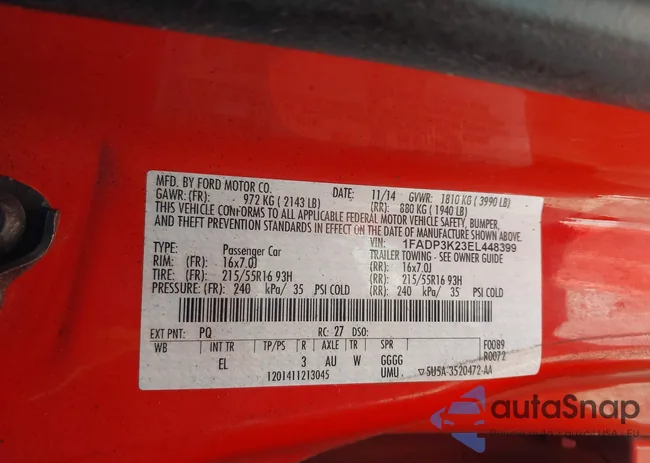 MFD. BY FORD MOTOR CO. DATE: 11/14 GVWR: 1810 KG ( 3990 LB)
GAWR: (FR): 972 KG ( 2143 LB) (RR): 880 KG ( 1940 LB)
THIS VEHICLE CONFORMS TO ALL APPLICABLE FEDERAL MOTOR VEHICLE SAFETY, BUMPER,
AND THEFT PREVENTION STANDARDS IN EFFECT ON THE DATE OF MANUFACTURE SHOWN ABOVE.
VIN: 1FADP3K23EL448399
TYPE: Passenger Car TRAILER TOWING - SEE OWNER GUIDE
RIM: (FR) 16x7.0J (RR): 16x7.0J
TIRE: (FR) 215/55R16 93H (RR): 215/55R16 93H
PRESSURE: (FR): 240 kPa/ 35 PSI COLD (RR): 240 kPa/ 35 PSI COLD
EXT PNT: PQ RC: 27 DSO: F0089
WB INT TR TP/PS R AXLE TR SPR R0072
EL 3 AU W GGGG
1201411213045 UMU ▽5U5A-3520472-AA
autaSnap